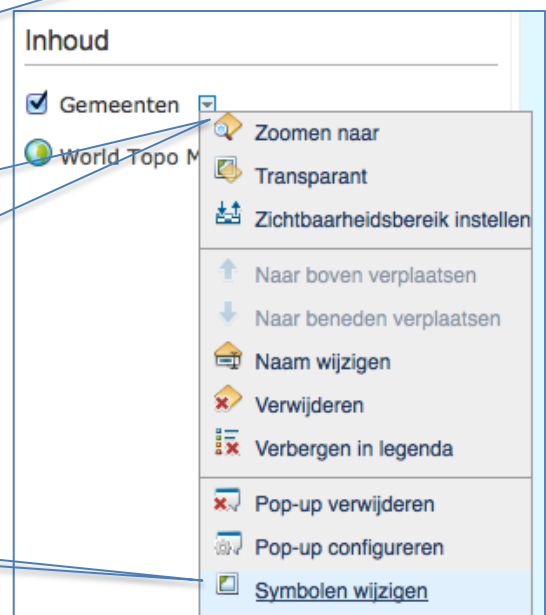 Inhoud
Gemeenten
World Topo M
Zoomen naar
Transparant
Zichtbaarheidsbereik instellen
Naar boven verplaatsen
Naar beneden verplaatsen
Naam wijzigen
Verwijderen
Verbergen in legenda
Pop-up verwijderen
Pop-up configureren
Symbolen wijzigen